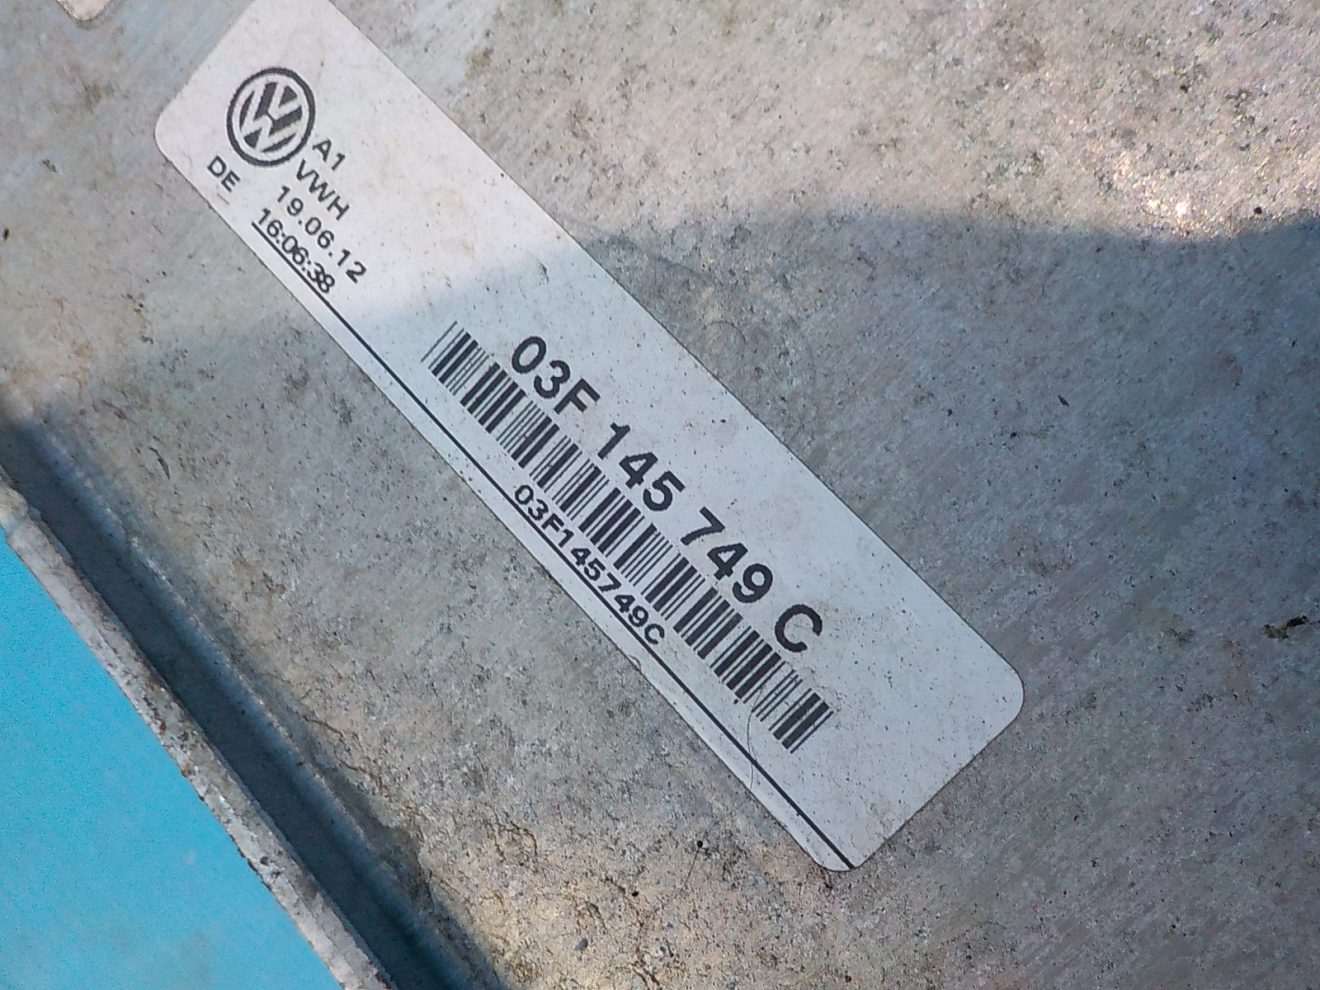 A1
VWH
19.06.12
16:06:38
DE
03F 145 749 C
03F145749C